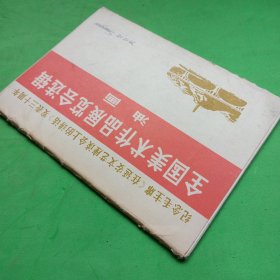 纪念毛主席《在延安文艺座谈会上的讲话》发表三十周年
全国美术作品展览会选辑
油画